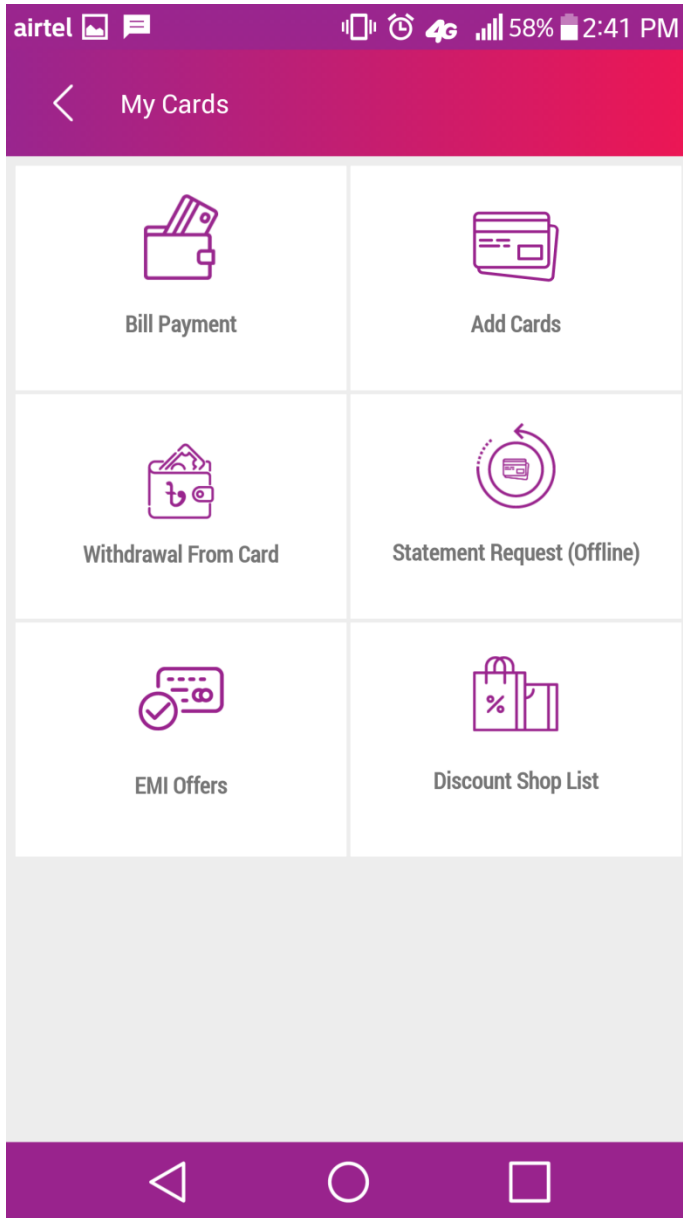 airtel 4G 58% 2:41 PM
My Cards
Bill Payment
Add Cards
৳
Withdrawal From Card
Statement Request (Offline)
%
EMI Offers
Discount Shop List